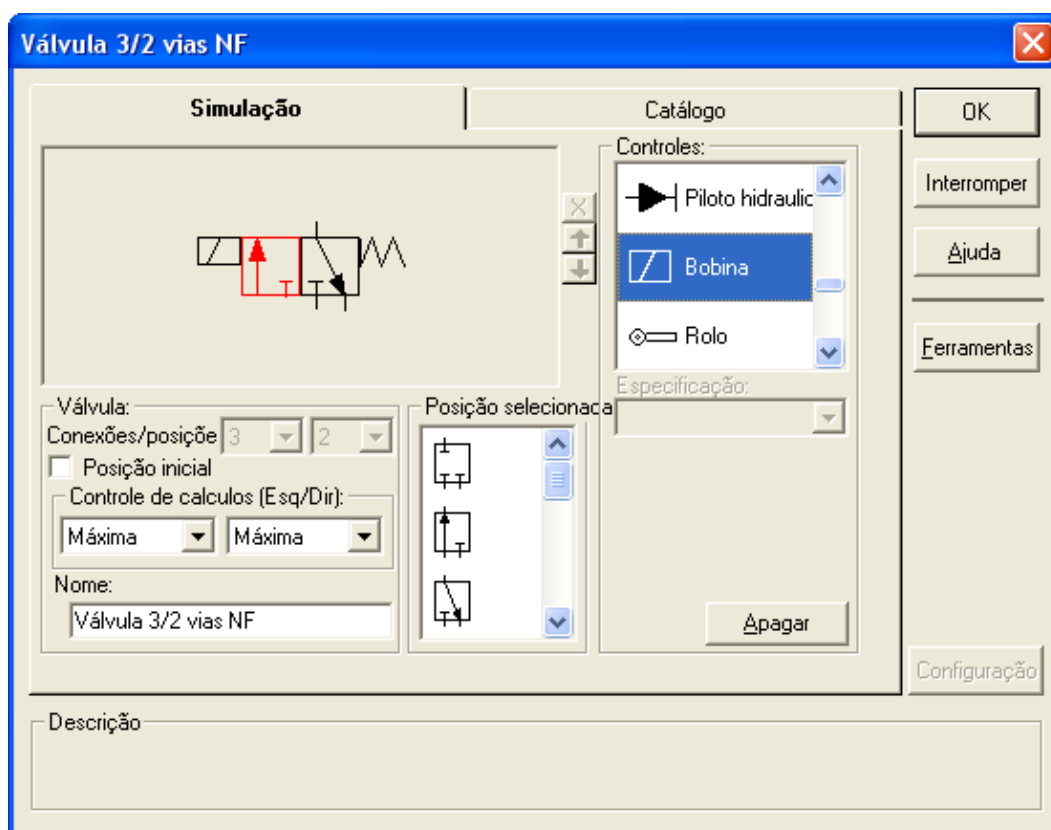 Válvula 3/2 vias NF
Simulação
Catálogo
OK
Interromper
Ajuda
Ferramentas
Configuração
Controles:
Piloto hidraulic
Bobina
Rolo
Especificação:
Apagar
Válvula:
Conexões/posiçõe 3 2
Posição inicial
Controle de calculos (Esq/Dir):
Máxima Máxima
Nome:
Válvula 3/2 vias NF
Posição selecionada
Descrição